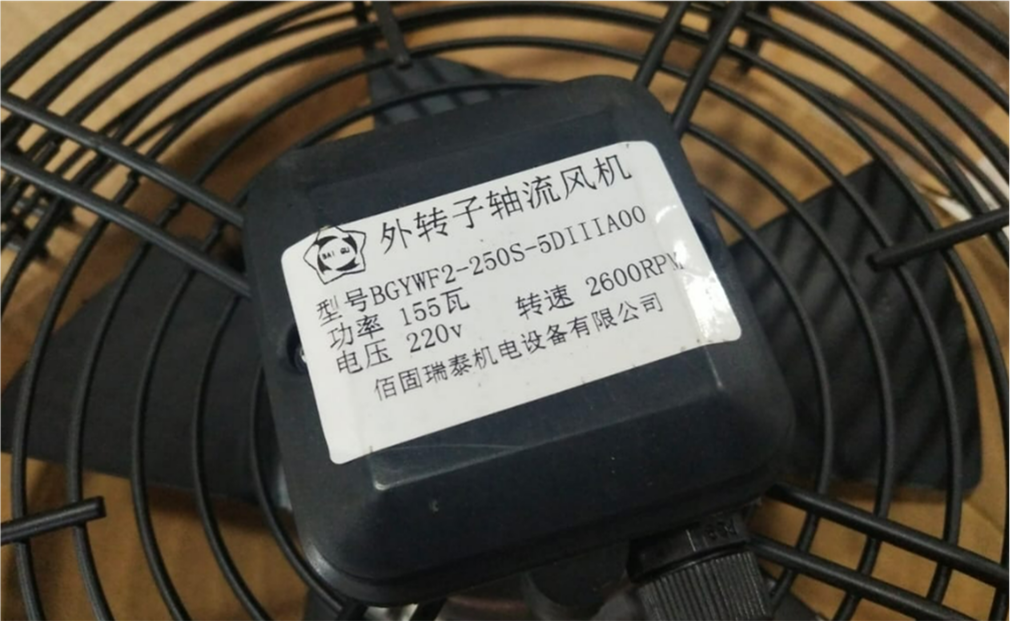 外转子轴流风机
型号BGYWF2-250S-5DIIIA00
功率 155瓦 转速 2600RPM
电压 220v
佰固瑞泰机电设备有限公司